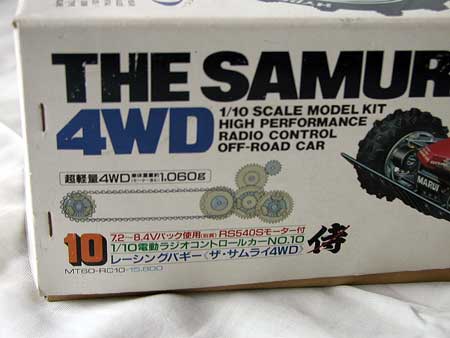 THE SAMUR
4WD
1/10 SCALE MODEL KIT
HIGH PERFORMANCE
RADIO CONTROL
OFF-ROAD CAR
MARUI
超軽量4WD 1,060g
10
7.2〜8.4Vパック使用(別売) RS540Sモーター付
1/10電動ラジオコントロールカーNO.10
レーシングバギー〈ザ・サムライ4WD〉
侍
MT60-RC10-15,800